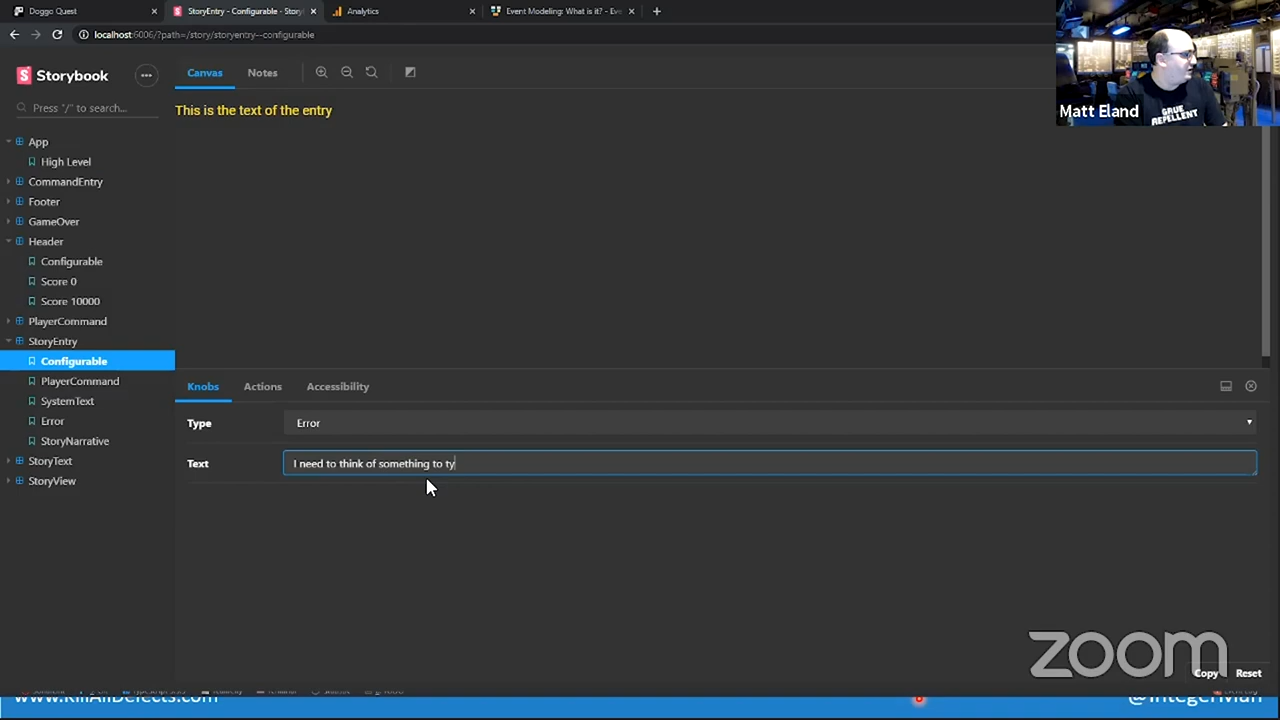 Doggo Quest
StoryEntry - Configurable - Story
Analytics
Event Modeling: What is it? - Eve
localhost:6006/?path=/story/storyentry--configurable
Storybook
Canvas
Notes
Press "/" to search...
This is the text of the entry
Matt Eland
GRUE
REPELLENT
App
High Level
CommandEntry
Footer
GameOver
Header
Configurable
Score 0
Score 10000
PlayerCommand
StoryEntry
Configurable
PlayerCommand
SystemText
Error
StoryNarrative
StoryText
StoryView
Knobs
Actions
Accessibility
Type
Error
Text
I need to think of something to ty
zoom
Copy
Reset
www.KillAllDefects.com
@IntegerMan